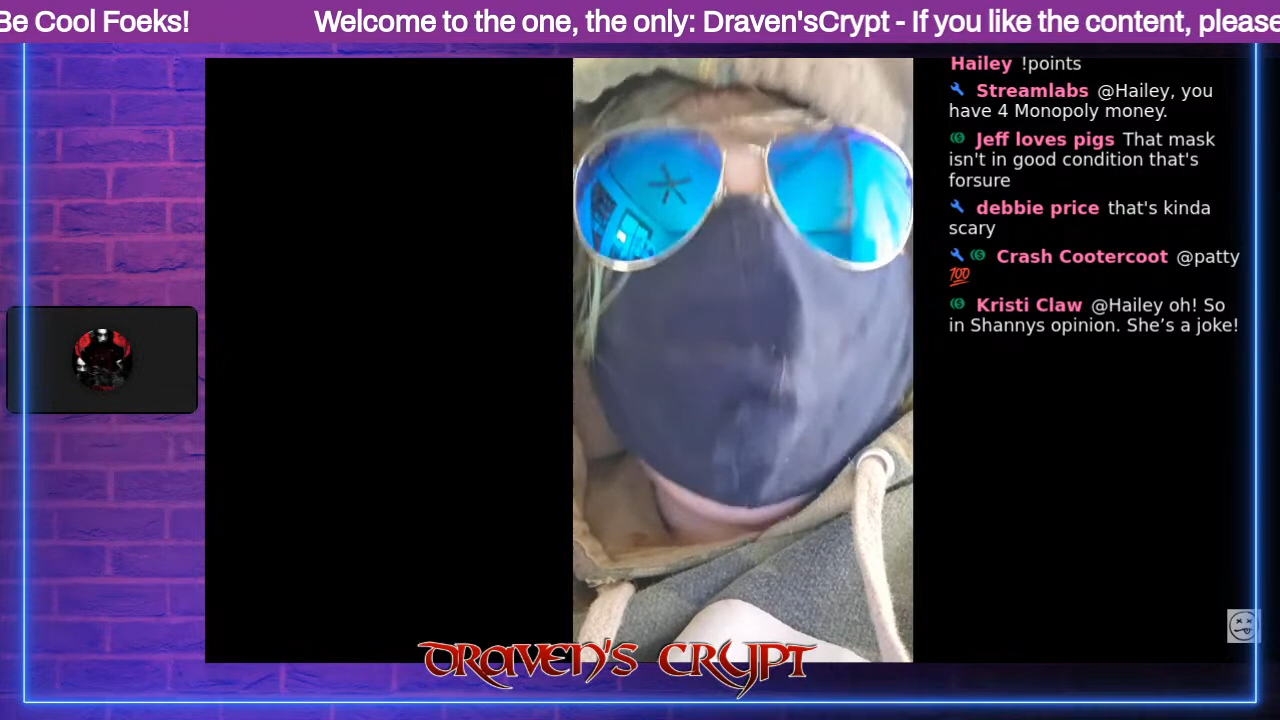 Be Cool Foeks! Welcome to the one, the only: Draven'sCrypt - If you like the content, please
Hailey !points
Streamlabs @Hailey, you
have 4 Monopoly money.
Jeff loves pigs That mask
isn't in good condition that's
forsure
debbie price that's kinda
scary
Crash Cootercoot @patty
💯
Kristi Claw @Hailey oh! So
in Shannys opinion. She's a joke!
DRAVEN'S CRYPT